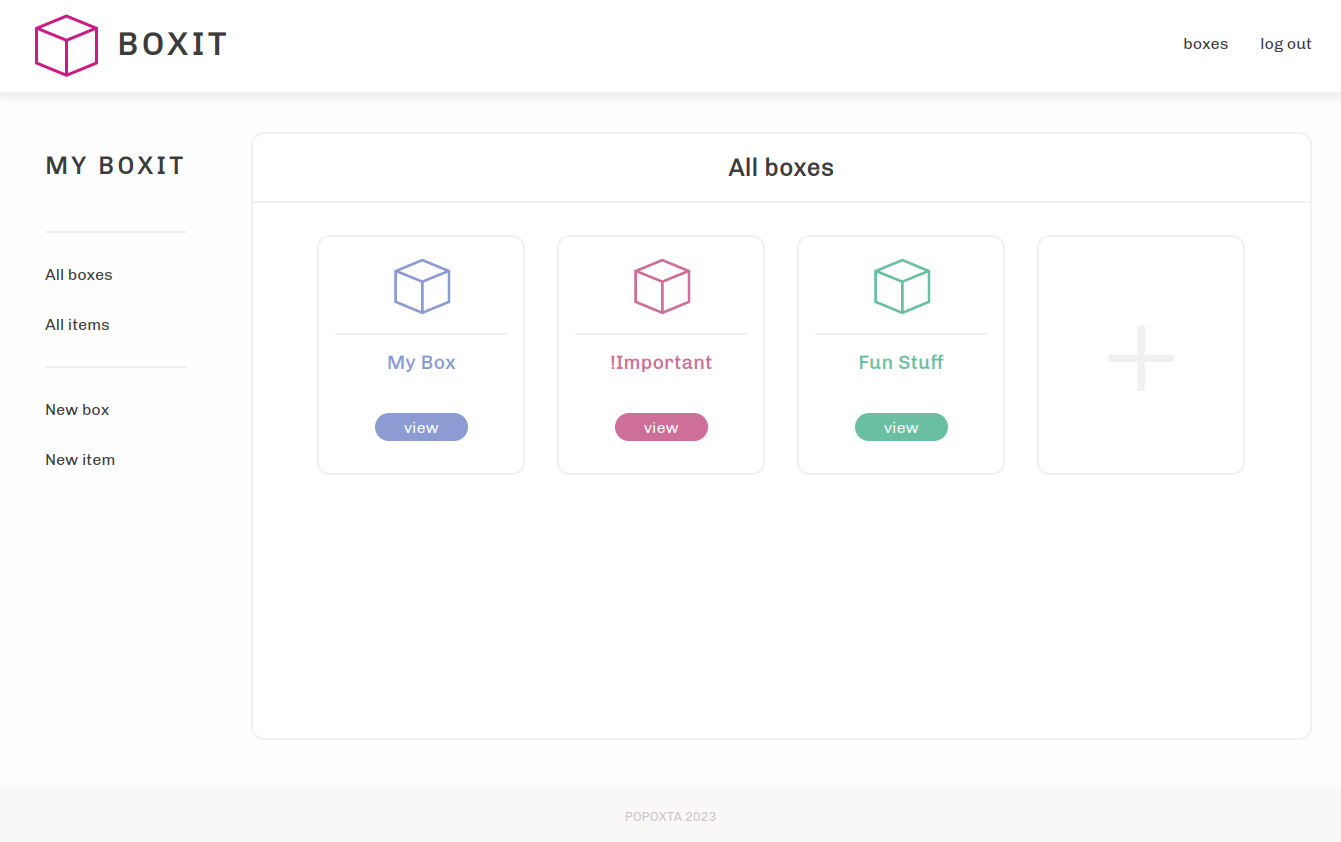 BOXIT
boxes
log out
MY BOXIT
All boxes
All items
New box
New item
All boxes
My Box
view
!Important
view
Fun Stuff
view
POPOXTA 2023